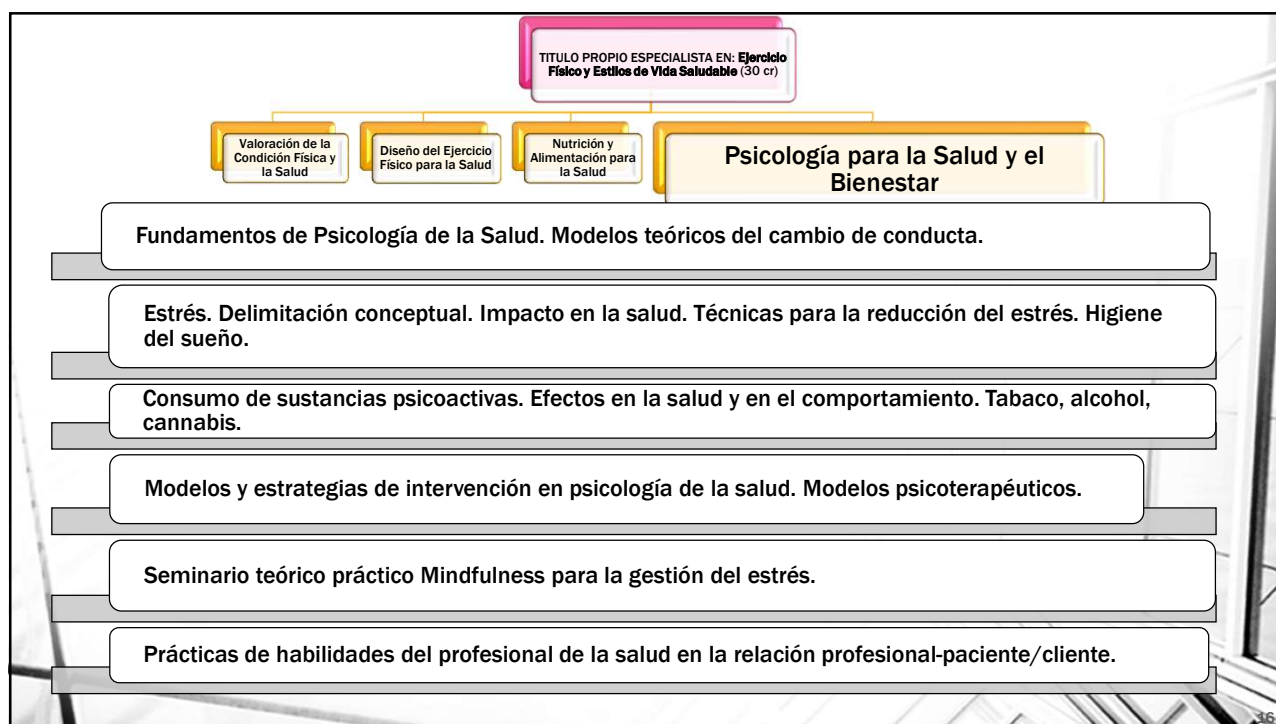 TITULO PROPIO ESPECIALISTA EN: Ejercicio
Físico y Estilos de Vida Saludable (30 cr)
Valoración de la
Condición Física y
la Salud
Diseño del Ejercicio
Físico para la Salud
Nutrición y
Alimentación para
la Salud
Psicología para la Salud y el
Bienestar
Fundamentos de Psicología de la Salud. Modelos teóricos del cambio de conducta.
Estrés. Delimitación conceptual. Impacto en la salud. Técnicas para la reducción del estrés. Higiene
del sueño.
Consumo de sustancias psicoactivas. Efectos en la salud y en el comportamiento. Tabaco, alcohol,
cannabis.
Modelos y estrategias de intervención en psicología de la salud. Modelos psicoterapéuticos.
Seminario teórico práctico Mindfulness para la gestión del estrés.
Prácticas de habilidades del profesional de la salud en la relación profesional-paciente/cliente.
16